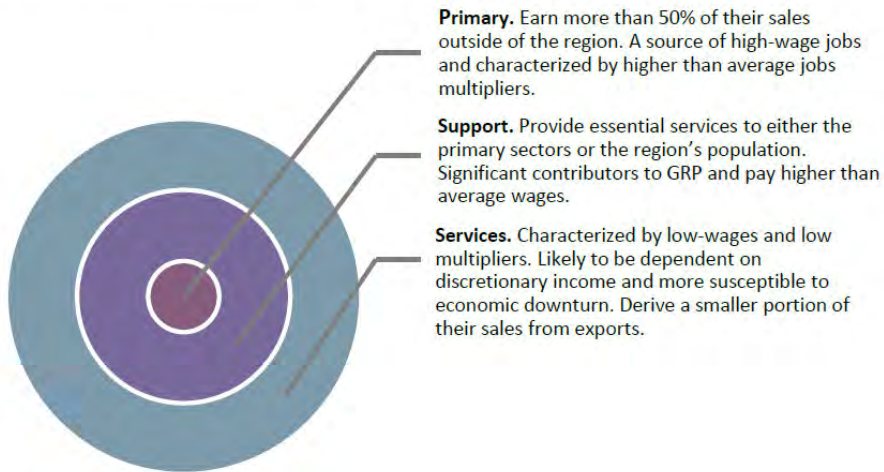 Primary. Earn more than 50% of their sales
outside of the region. A source of high-wage jobs
and characterized by higher than average jobs
multipliers.
Support. Provide essential services to either the
primary sectors or the region's population.
Significant contributors to GRP and pay higher than
average wages.
Services. Characterized by low-wages and low
multipliers. Likely to be dependent on
discretionary income and more susceptible to
economic downturn. Derive a smaller portion of
their sales from exports.